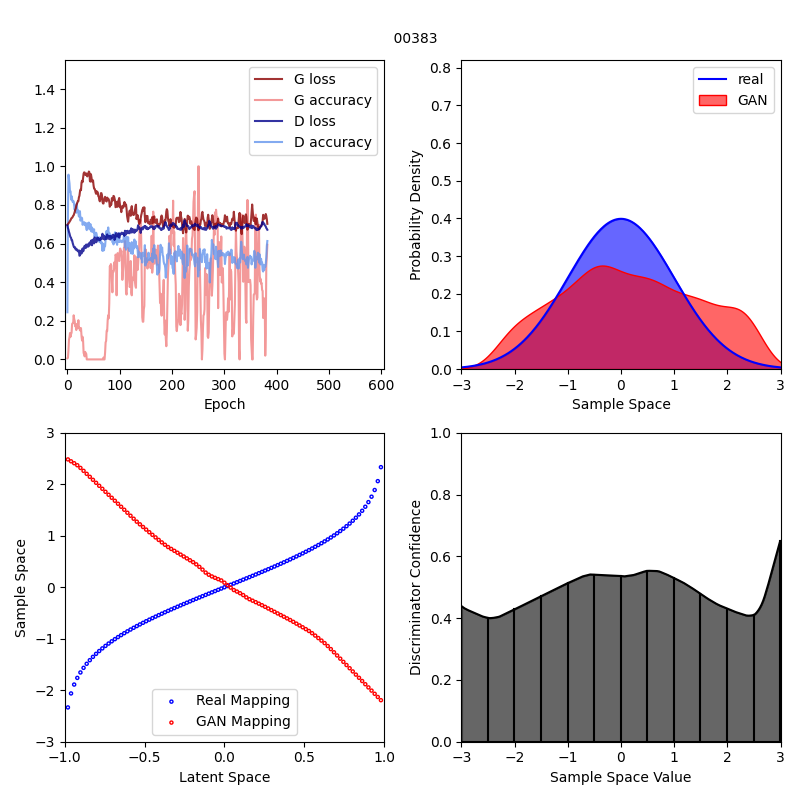 00383
G loss
G accuracy
D loss
D accuracy
1.4
1.2
1.0
0.8
0.6
0.4
0.2
0.0
0 100 200 300 400 500 600
Epoch
real
GAN
Probability Density
0.8
0.7
0.6
0.5
0.4
0.3
0.2
0.1
0.0
−3 −2 −1 0 1 2 3
Sample Space
Sample Space
3
2
1
0
−1
−2
−3
Real Mapping
GAN Mapping
−1.0 −0.5 0.0 0.5 1.0
Latent Space
Discriminator Confidence
1.0
0.8
0.6
0.4
0.2
0.0
−3 −2 −1 0 1 2 3
Sample Space Value